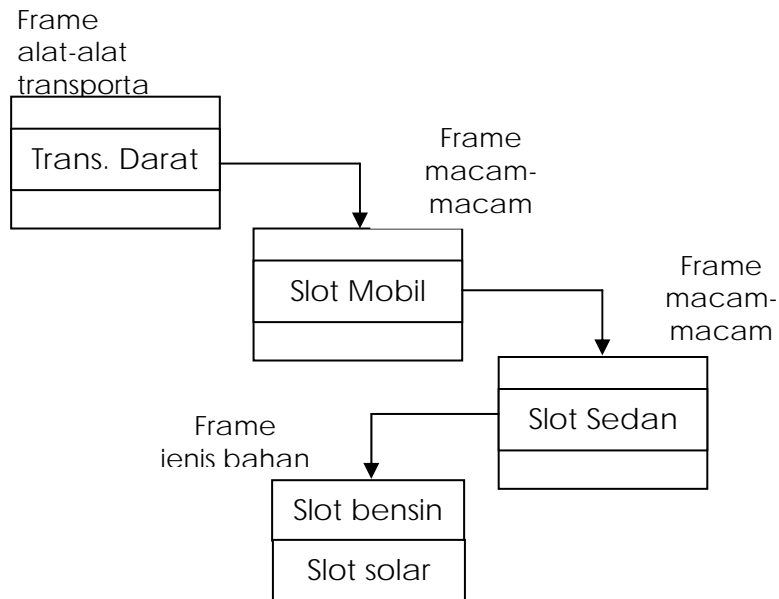 Frame
alat-alat
transporta
Trans. Darat
Frame
macam-
macam
Slot Mobil
Frame
macam-
macam
Slot Sedan
Frame
jenis bahan
Slot bensin
Slot solar